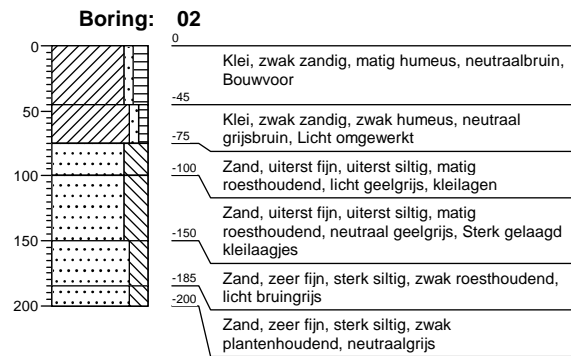 Boring: 02
0
0
Klei, zwak zandig, matig humeus, neutraalbruin,
Bouwvoor
-45
50
Klei, zwak zandig, zwak humeus, neutraal
grijsbruin, Licht omgewerkt
-75
Zand, uiterst fijn, uiterst siltig, matig
roesthoudend, licht geelgrijs, kleilagen
100
-100
Zand, uiterst fijn, uiterst siltig, matig
roesthoudend, neutraal geelgrijs, Sterk gelaagd
kleilaagjes
150
-150
Zand, zeer fijn, sterk siltig, zwak roesthoudend,
licht bruingrijs
-185
200
-200
Zand, zeer fijn, sterk siltig, zwak
plantenhoudend, neutraalgrijs